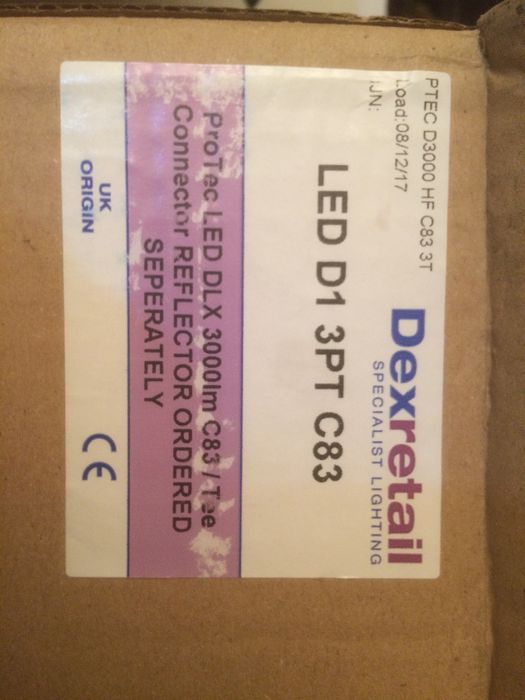 PTEC D3000 HF C83 3T
Load:08/12/17
IJN:
Dexretail
SPECIALIST LIGHTING
LED D1 3PT C83
ProTec LED DLX 3000lm C83 / Tee
Connector REFLECTOR ORDERED
SEPERATELY
UK
ORIGIN
CE